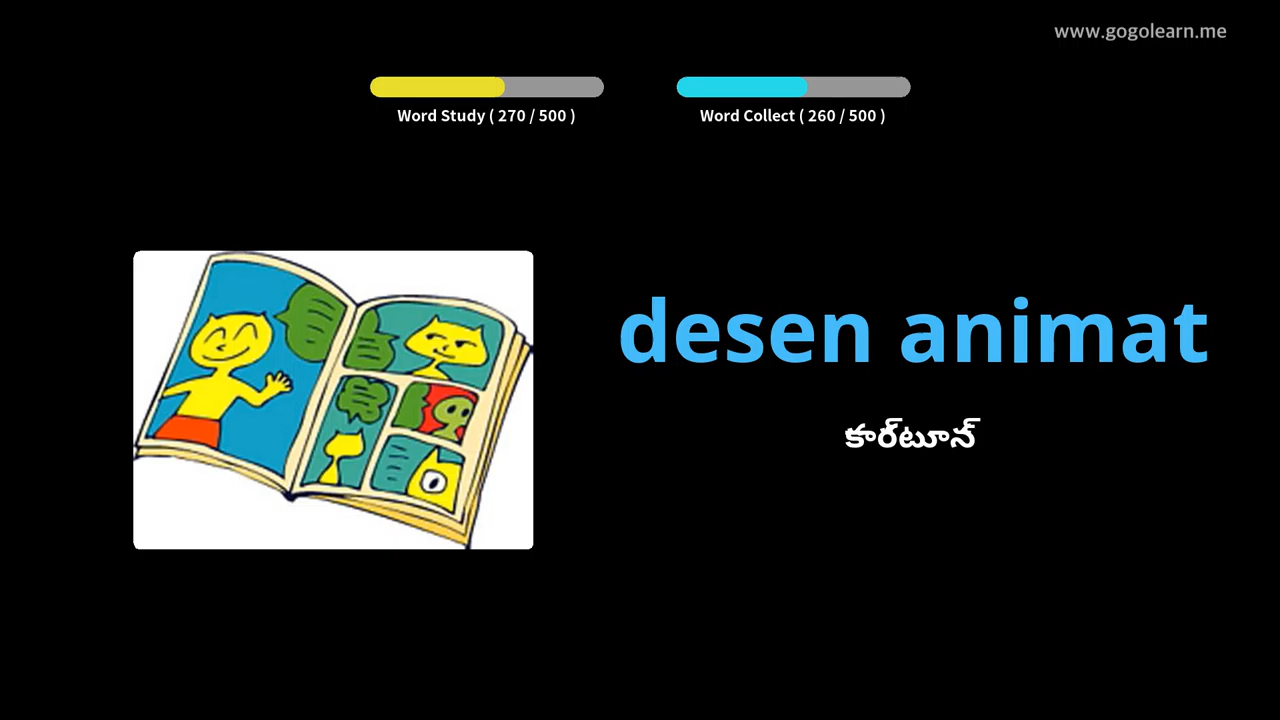 www.gogolearn.me
Word Study ( 270 / 500 )
Word Collect ( 260 / 500 )
desen animat
కార్‌టూన్